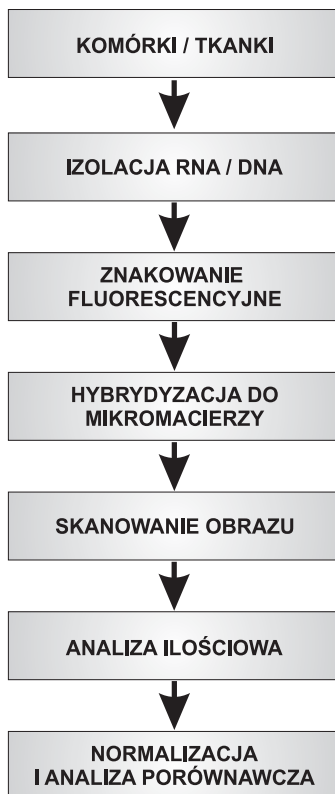 KOMÓRKI / TKANKI
IZOLACJA RNA / DNA
ZNAKOWANIE
FLUORESCENCYJNE
HYBRYDYZACJA DO
MIKROMACIERZY
SKANOWANIE OBRAZU
ANALIZA ILOŚCIOWA
NORMALIZACJA
I ANALIZA PORÓWNAWCZA